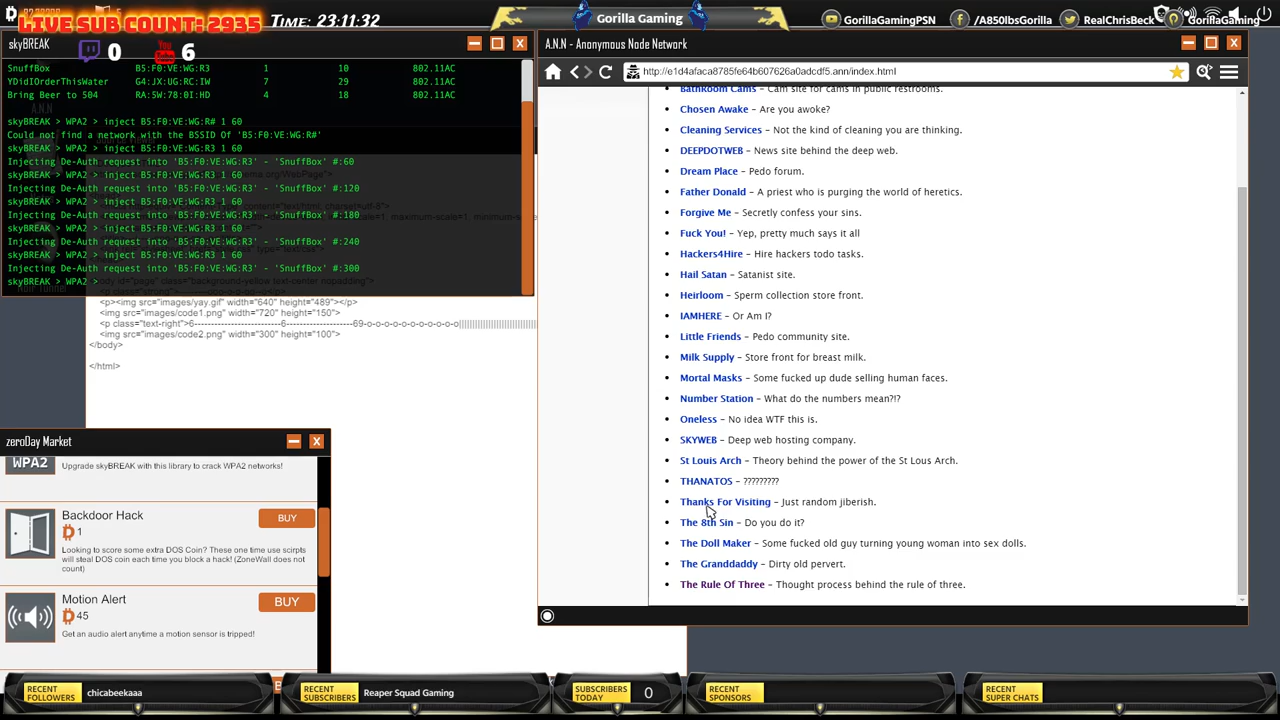 LIVE SUB COUNT: 2935
TIME: 23:11:32
Gorilla Gaming
GorillaGamingPSN
/A850lbsGorilla
RealChrisBeck
GorillaGaming
skyBREAK
0
You Tube
6
SnuffBox B5:F0:VE:WG:R3 1 10 802.11AC
YDidIOrderThisWater G4:JX:UG:RC:IW 7 29 802.11AC
Bring Beer to 504 RA:5W:78:0I:HD 4 18 802.11AC
skyBREAK > WPA2 > inject B5:F0:VE:WG:R# 1 60
Could not find a network with the BSSID Of 'B5:F0:VE:WG:R#'
skyBREAK > WPA2 > inject B5:F0:VE:WG:R3 1 60
Injecting De-Auth request into 'B5:F0:VE:WG:R3' - 'SnuffBox' #:60
skyBREAK > WPA2 > inject B5:F0:VE:WG:R3 1 60
Injecting De-Auth request into 'B5:F0:VE:WG:R3' - 'SnuffBox' #:120
skyBREAK > WPA2 > inject B5:F0:VE:WG:R3 1 60
Injecting De-Auth request into 'B5:F0:VE:WG:R3' - 'SnuffBox' #:180
skyBREAK > WPA2 > inject B5:F0:VE:WG:R3 1 60
Injecting De-Auth request into 'B5:F0:VE:WG:R3' - 'SnuffBox' #:240
skyBREAK > WPA2 > inject B5:F0:VE:WG:R3 1 60
Injecting De-Auth request into 'B5:F0:VE:WG:R3' - 'SnuffBox' #:300
skyBREAK > WPA2 >
<p><img src="images/yay.gif" width="640" height="489"></p>
<img src="images/code1.png" width="720" height="150">
<img src="images/code2.png" width="300" height="100">
</body>
</html>
zeroDay Market
WPA2
Upgrade skyBREAK with this library to crack WPA2 networks!
Backdoor Hack
BUY
1
Looking to score some extra DOS Coin? These one time use scirpts
will steal DOS coin each time you block a hack! (ZoneWall does not
count)
Motion Alert
BUY
45
Get an audio alert anytime a motion sensor is tripped!
A.N.N - Anonymous Node Network
http://e1d4afaca8785fe64b607626a0adcdf5.ann/index.html
Bathroom Cams - Cam site for cams in public restrooms.
Chosen Awake - Are you awoke?
Cleaning Services - Not the kind of cleaning you are thinking.
DEEPDOTWEB - News site behind the deep web.
Dream Place - Pedo forum.
Father Donald - A priest who is purging the world of heretics.
Forgive Me - Secretly confess your sins.
Fuck You! - Yep, pretty much says it all
Hackers4Hire - Hire hackers todo tasks.
Hail Satan - Satanist site.
Heirloom - Sperm collection store front.
IAMHERE - Or Am I?
Little Friends - Pedo community site.
Milk Supply - Store front for breast milk.
Mortal Masks - Some fucked up dude selling human faces.
Number Station - What do the numbers mean?!?
Oneless - No idea WTF this is.
SKYWEB - Deep web hosting company.
St Louis Arch - Theory behind the power of the St Lous Arch.
THANATOS - ?????????
Thanks For Visiting - Just random jiberish.
The 8th Sin - Do you do it?
The Doll Maker - Some fucked old guy turning young woman into sex dolls.
The Granddaddy - Dirty old pervert.
The Rule Of Three - Thought process behind the rule of three.
RECENT FOLLOWERS
chicabeekaaa
RECENT SUBSCRIBERS
Reaper Squad Gaming
SUBSCRIBERS TODAY
0
RECENT SPONSORS
RECENT SUPER CHATS